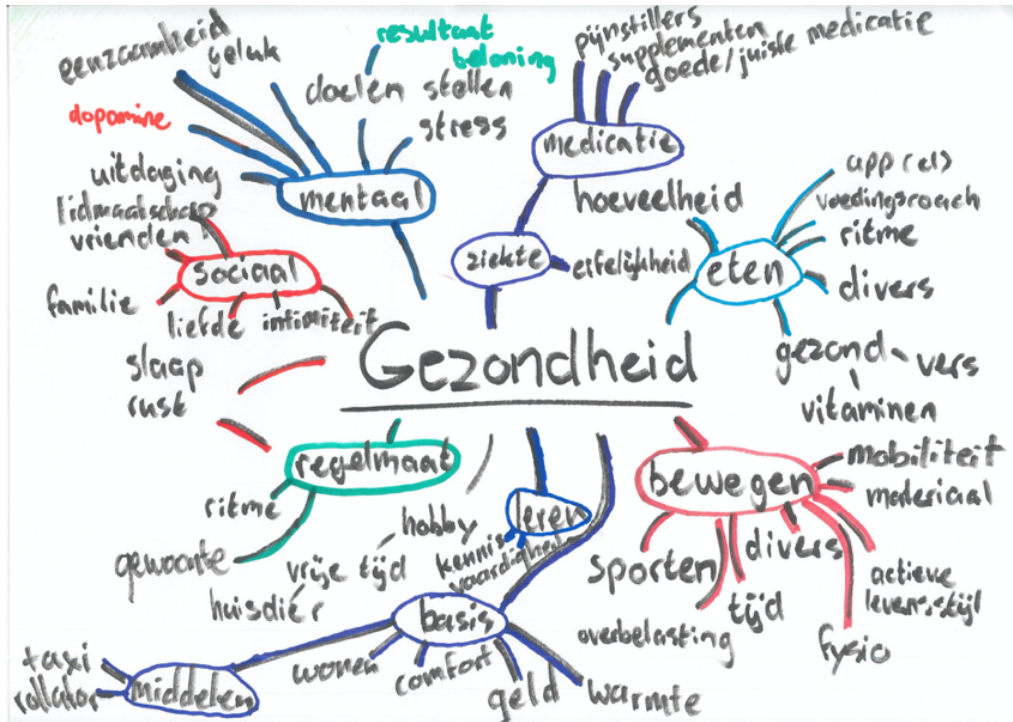 eenzaamheid
geluk
resultaat
beloning
pijnstillers
supplementen
goede/juiste medicatie
doelen stellen
dopamine
stress
medicatie
uitdaging
mentaal
hoeveelheid
app(el)
voedingscoach
ritme
lidmaatschap
vrienden
sociaal
ziekte
erfelijkheid
eten
divers
familie
liefde
intimiteit
Gezondheid
gezond
vers
vitaminen
slaap
rust
regelmaat
bewegen
mobiliteit
materiaal
ritme
gewoonte
hobby
leren
kennis
vaardigheid
vrije tijd
huisdier
sporten
divers
tijd
overbelasting
actieve
levensstijl
fysio
basis
wonen
comfort
geld
warmte
taxi
rollator
middelen